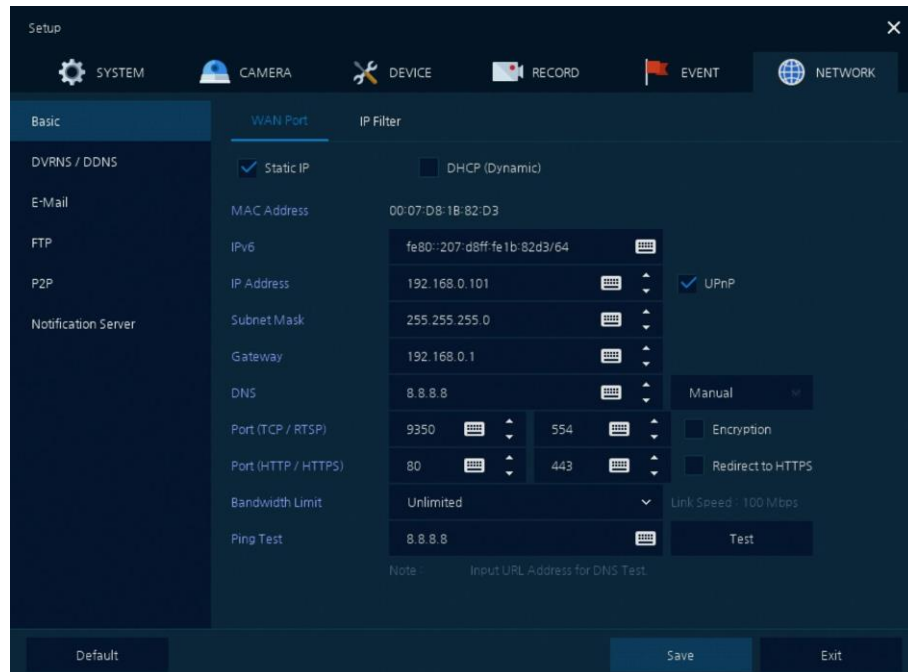 Setup
SYSTEM CAMERA DEVICE RECORD EVENT NETWORK
Basic
DVRNS / DDNS
E-Mail
FTP
P2P
Notification Server
WAN Port IP Filter
Static IP DHCP (Dynamic)
MAC Address 00:07:D8:1B:82:D3
IPv6 fe80::207:d8ff:fe1b:82d3/64
IP Address 192.168.0.101 UPnP
Subnet Mask 255.255.255.0
Gateway 192.168.0.1
DNS 8.8.8.8 Manual
Port (TCP / RTSP) 9350 554 Encryption
Port (HTTP / HTTPS) 80 443 Redirect to HTTPS
Bandwidth Limit Unlimited Link Speed : 100 Mbps
Ping Test 8.8.8.8 Test
Note : Input URL Address for DNS Test.
Default Save Exit